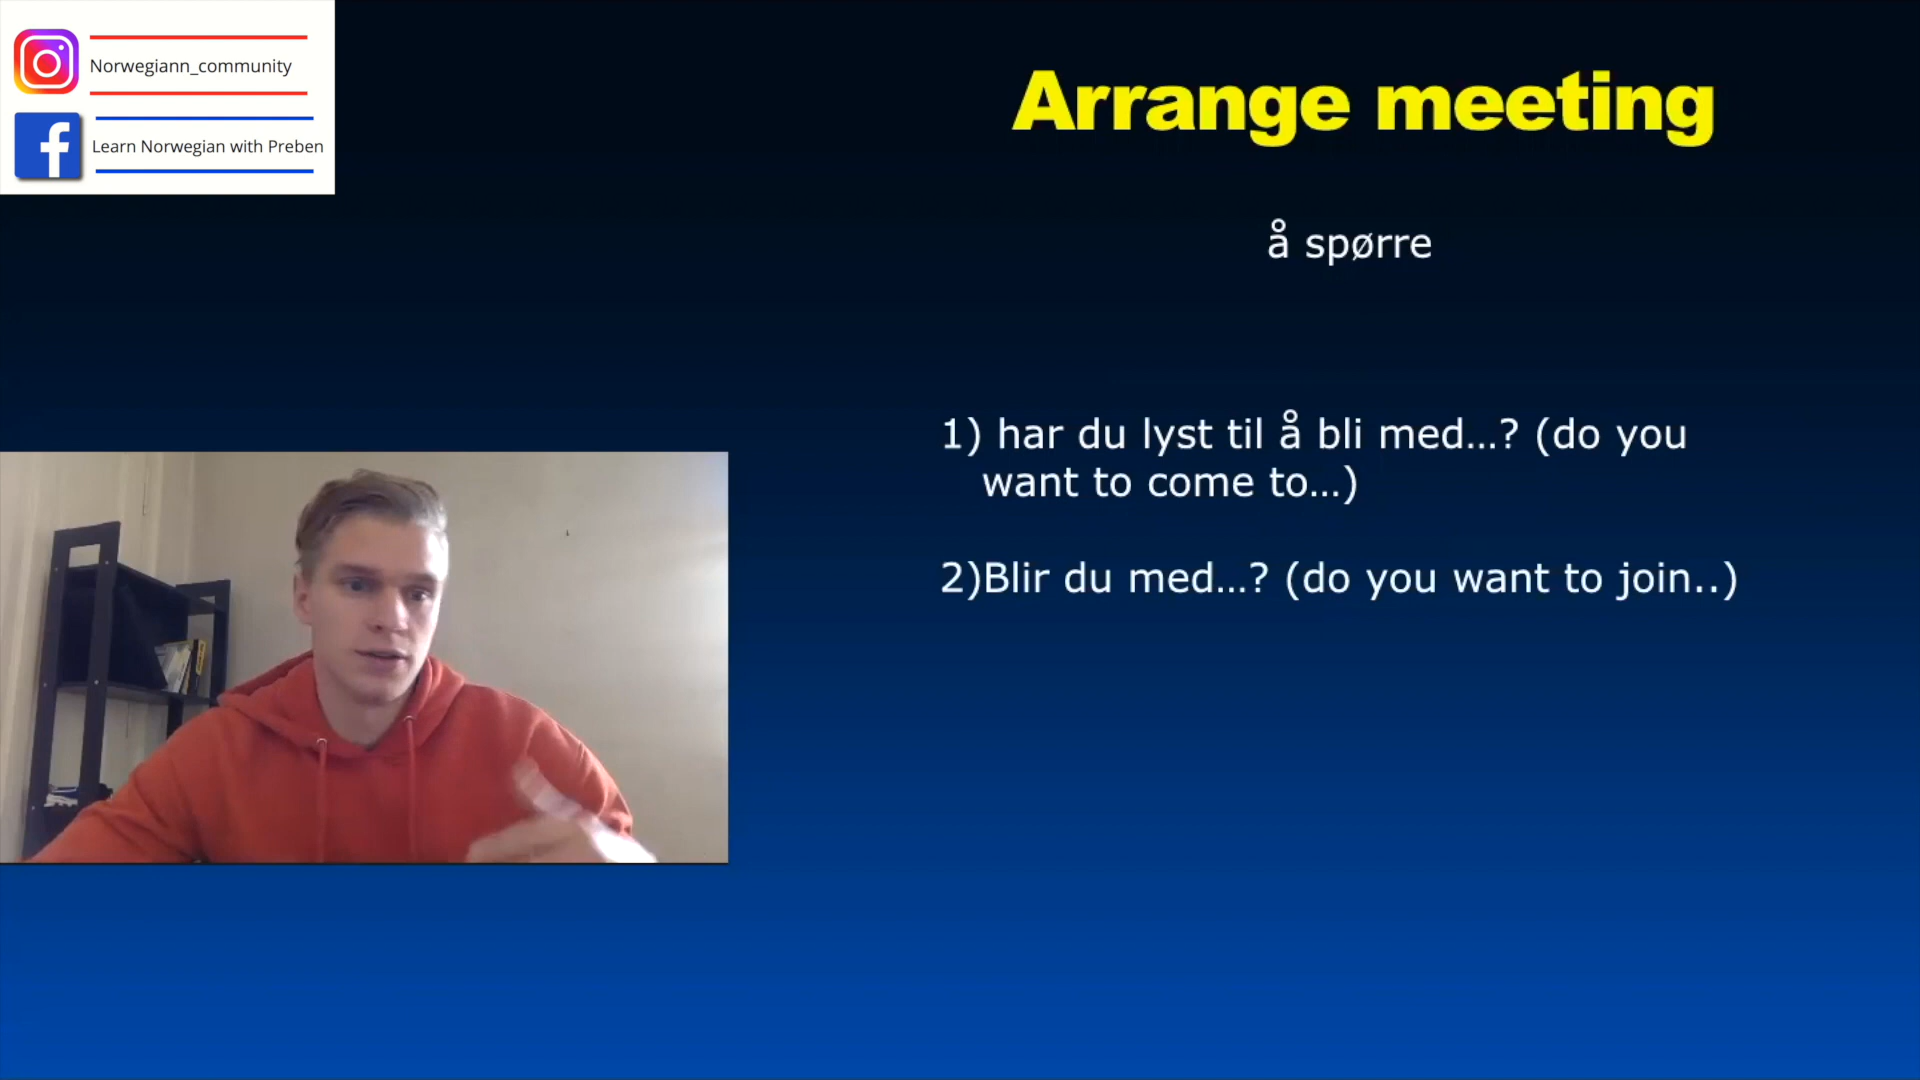 Norwegiann_community
Learn Norwegian with Preben
Arrange meeting
å spørre
1) har du lyst til å bli med...? (do you
want to come to...)
2)Blir du med...? (do you want to join..)